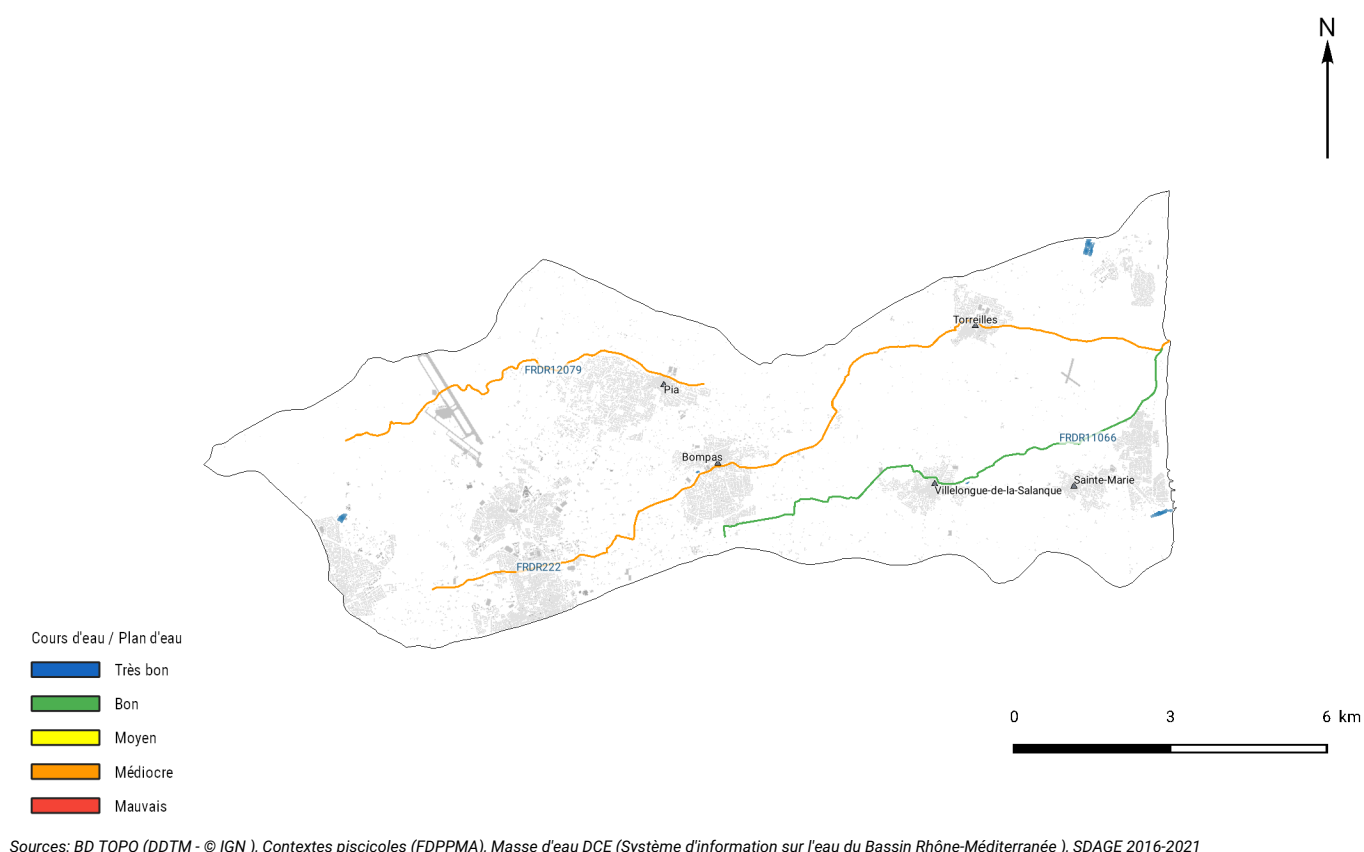 N
Torreilles
FRDR12079
Pia
FRDR11066
Bompas
Sainte-Marie
Villelongue-de-la-Salanque
FRDR222
Cours d'eau / Plan d'eau
Très bon
Bon
Moyen
Médiocre
Mauvais
0 3 6 km
Sources: BD TOPO (DDTM - © IGN ), Contextes piscicoles (FDPPMA), Masse d'eau DCE (Système d'information sur l'eau du Bassin Rhône-Méditerranée ), SDAGE 2016-2021